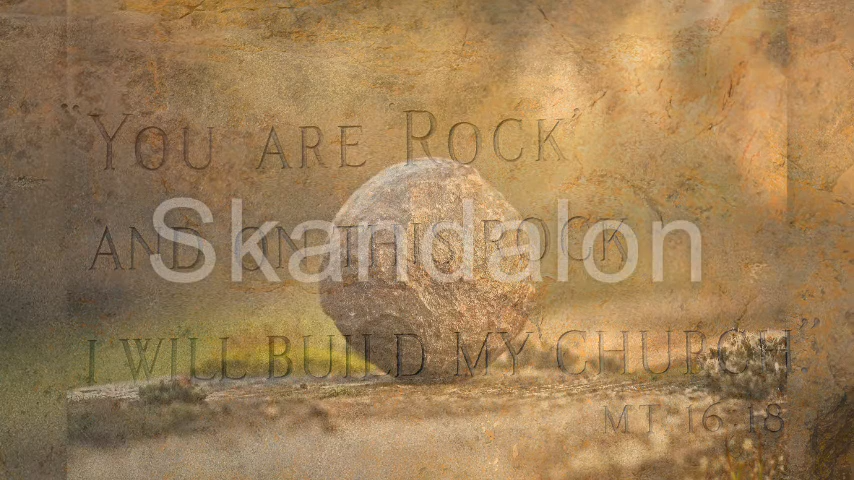 "You are 'Rock'
Skandalon
and on this Rock
I will build my church."
Mt 16:18